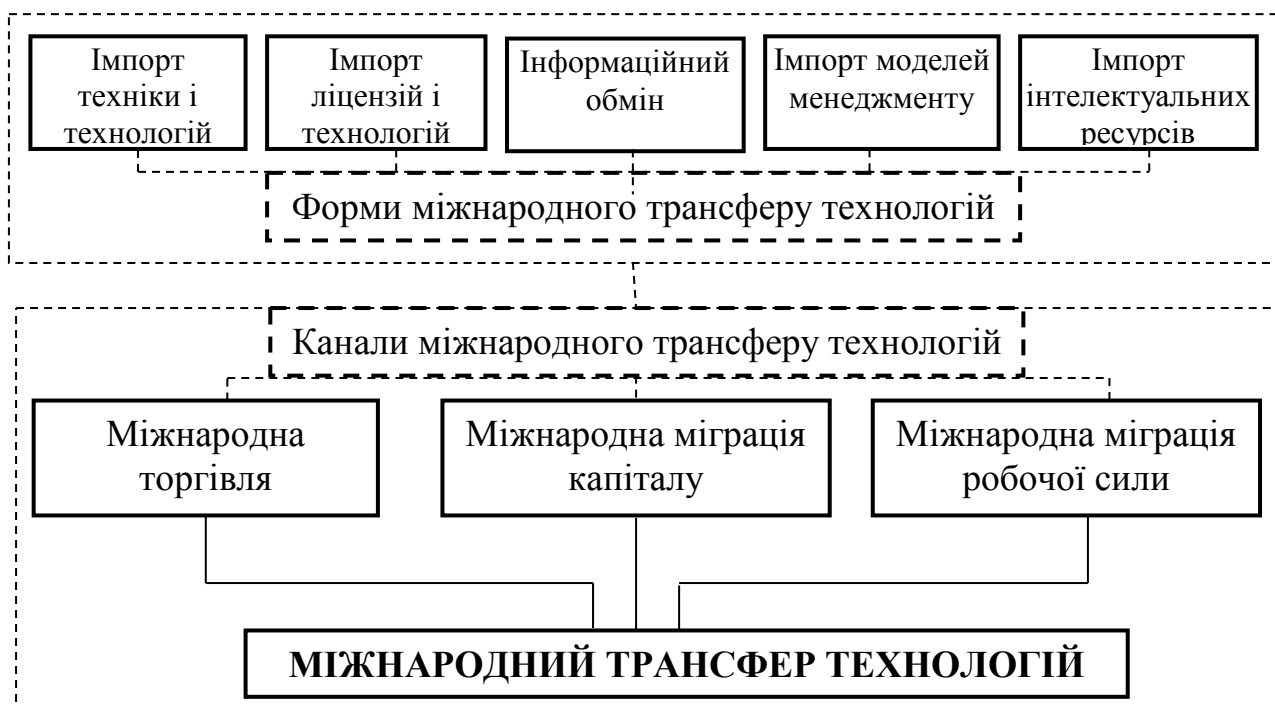 Імпорт
техніки і
технологій
Імпорт
ліцензій і
технологій
Інформаційний
обмін
Імпорт моделей
менеджменту
Імпорт
інтелектуальних
ресурсів
Форми міжнародного трансферу технологій
Канали міжнародного трансферу технологій
Міжнародна
торгівля
Міжнародна міграція
капіталу
Міжнародна міграція
робочої сили
МІЖНАРОДНИЙ ТРАНСФЕР ТЕХНОЛОГІЙ